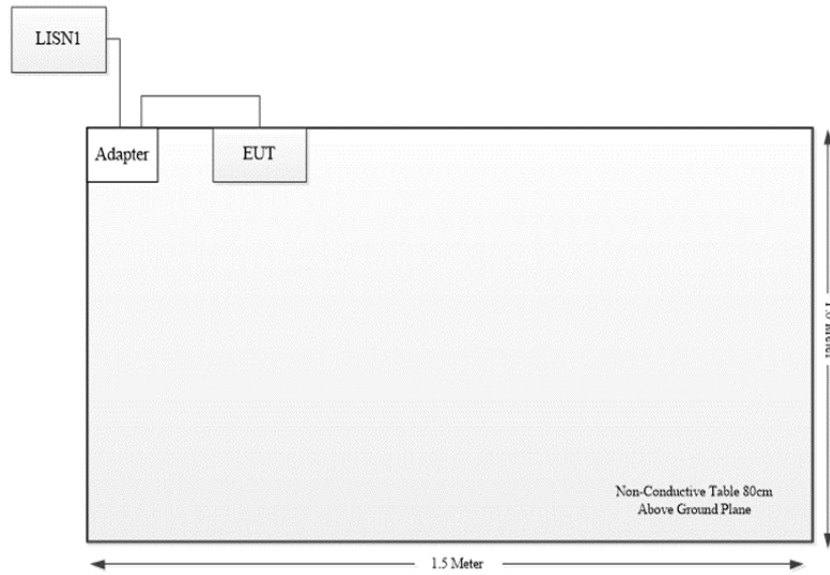 LISN1
Adapter
EUT
Non-Conductive Table 80cm
Above Ground Plane
1.5 Meter